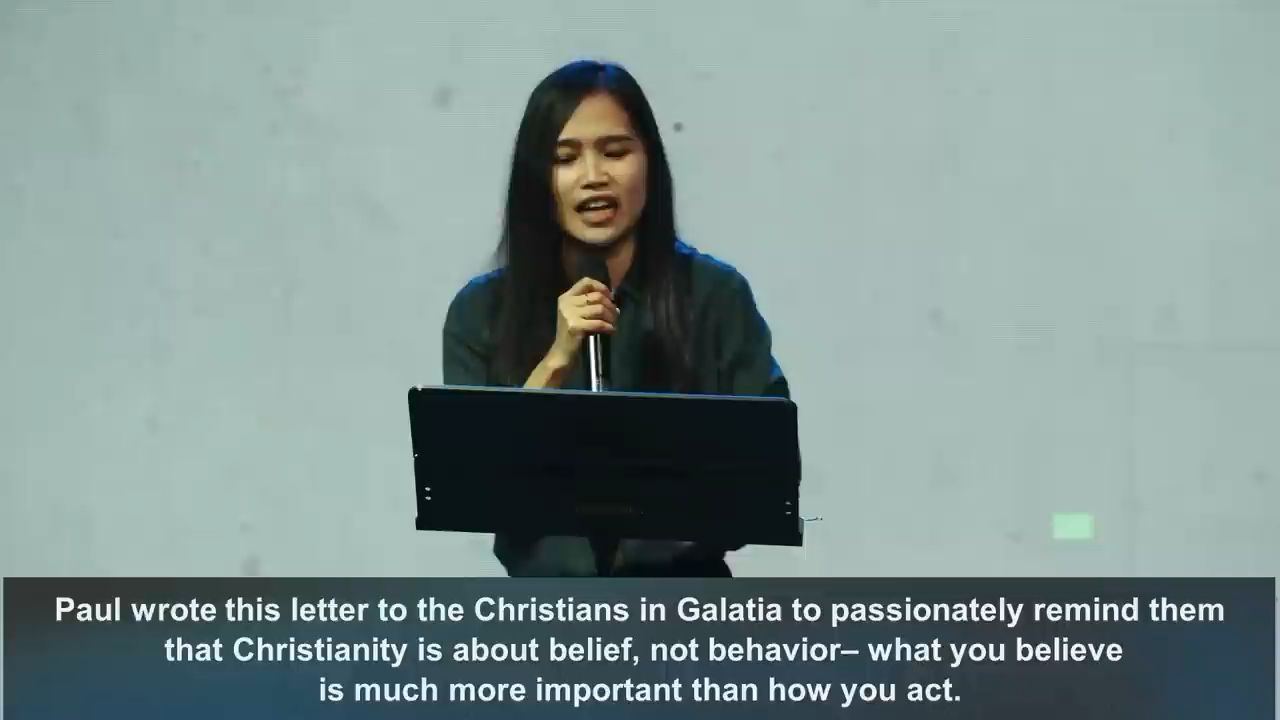 Paul wrote this letter to the Christians in Galatia to passionately remind them
that Christianity is about belief, not behavior– what you believe
is much more important than how you act.